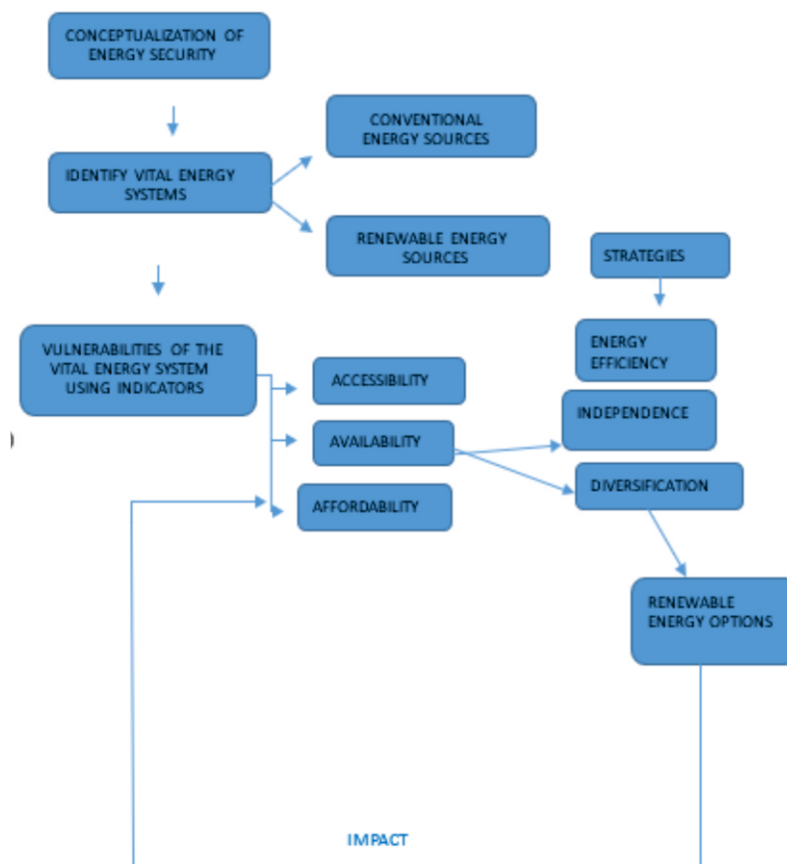 CONCEPTUALIZATION OF
ENERGY SECURITY
CONVENTIONAL
ENERGY SOURCES
IDENTIFY VITAL ENERGY
SYSTEMS
RENEWABLE ENERGY
SOURCES
STRATEGIES
VULNERABILITIES OF THE
VITAL ENERGY SYSTEM
USING INDICATORS
ENERGY
EFFICIENCY
ACCESSIBILITY
INDEPENDENCE
AVAILABILITY
DIVERSIFICATION
AFFORDABILITY
RENEWABLE
ENERGY OPTIONS
IMPACT